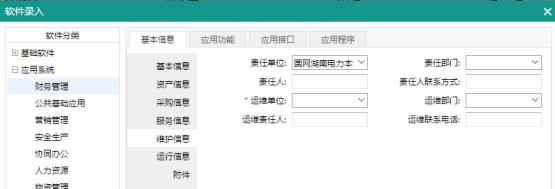 软件录入
软件分类
基础软件
应用系统
财务管理
公共基础应用
营销管理
安全生产
协同办公
人力资源
物资管理
基本信息 应用功能 应用接口 应用程序
基本信息
资产信息
采购信息
服务信息
维护信息
运行信息
附件
责任单位: 国网湖南电力本 责任部门:
责任人: 责任人联系方式:
* 运维单位: 运维部门:
运维责任人: 运维联系电话: